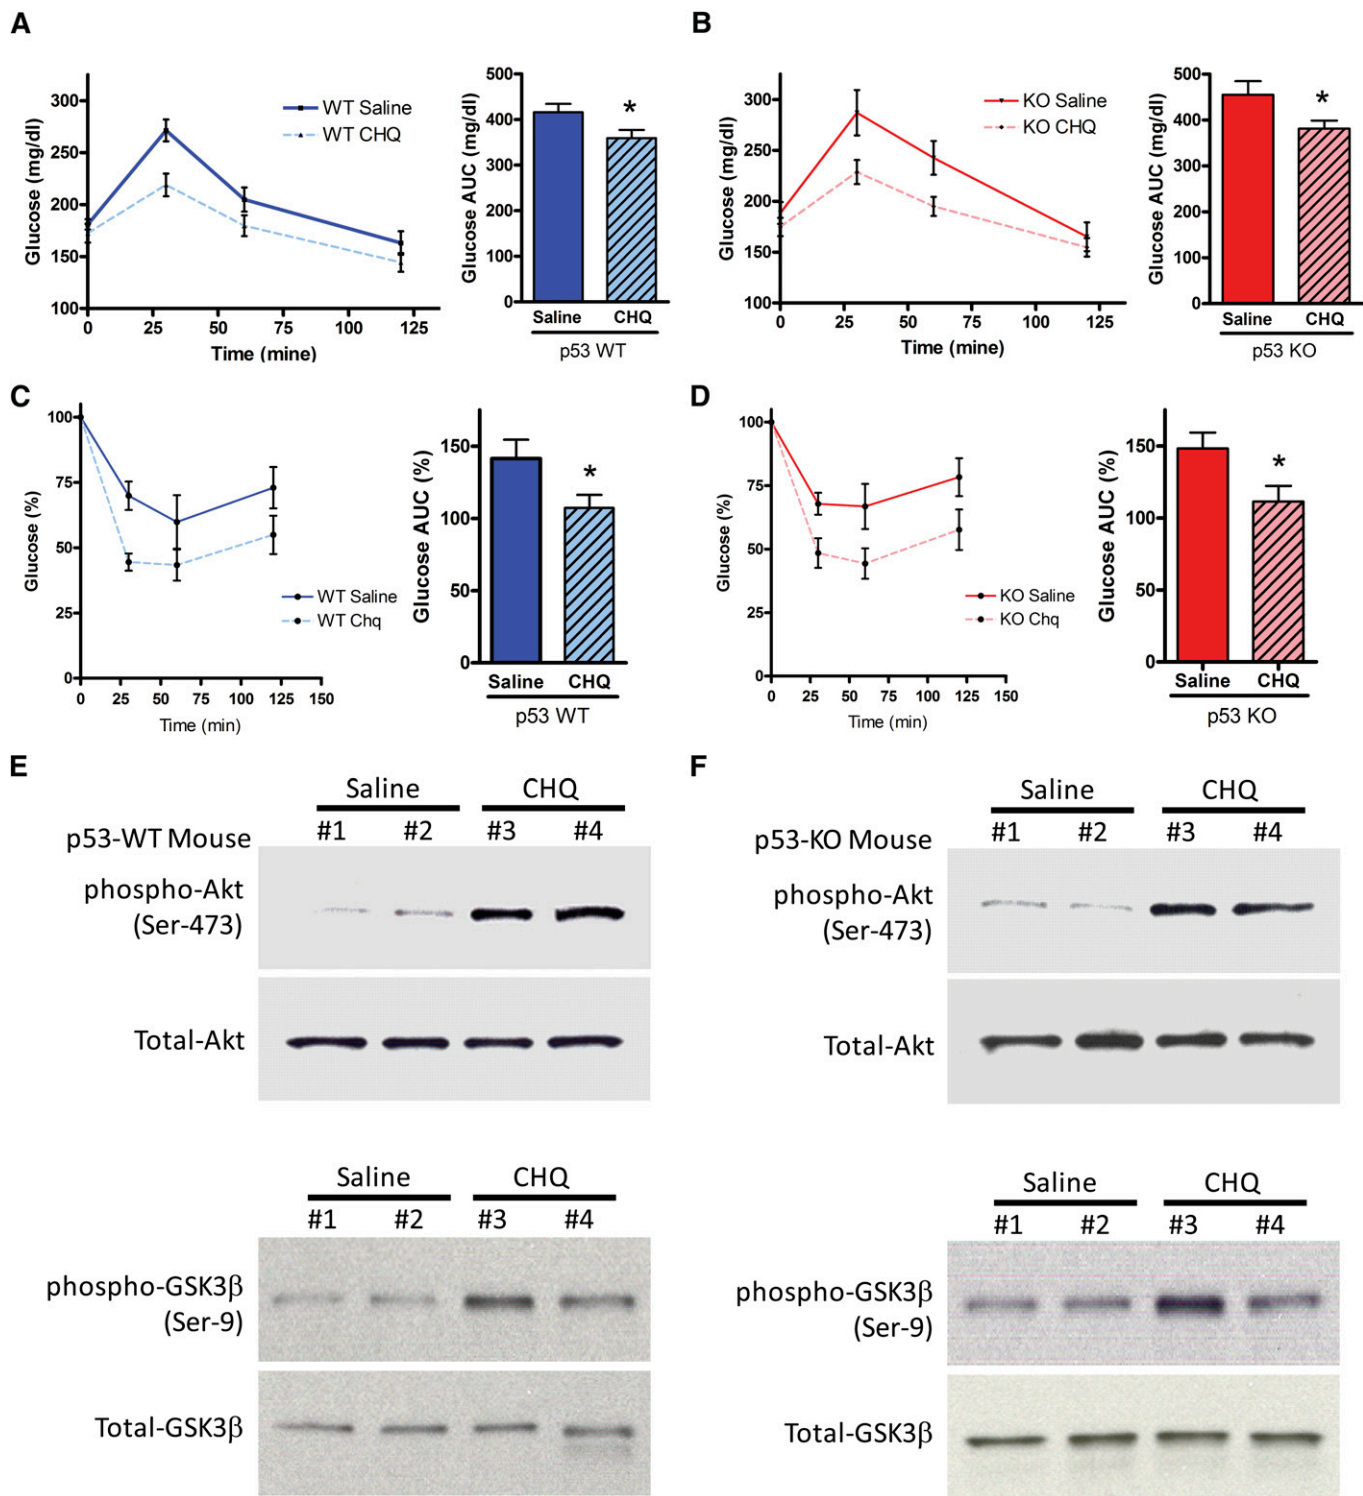 A
Glucose (mg/dl)
300
250
200
150
100
0 25 50 75 100 125
Time (mine)
WT Saline
WT CHQ
Glucose AUC (mg/dl)
500
400
300
200
100
0
*
Saline CHQ
p53 WT
B
Glucose (mg/dl)
300
250
200
150
100
0 25 50 75 100 125
Time (mine)
KO Saline
KO CHQ
Glucose AUC (mg/dl)
500
400
300
200
100
0
*
Saline CHQ
p53 KO
C
Glucose (%)
100
75
50
25
0
0 25 50 75 100 125 150
Time (min)
WT Saline
WT Chq
Glucose AUC (%)
150
100
50
0
*
Saline CHQ
p53 WT
D
Glucose (%)
100
75
50
25
0
0 25 50 75 100 125 150
Time (min)
KO Saline
KO Chq
Glucose AUC (%)
150
100
50
0
*
Saline CHQ
p53 KO
E
Saline CHQ
p53-WT Mouse #1 #2 #3 #4
phospho-Akt
(Ser-473)
Total-Akt
Saline CHQ
#1 #2 #3 #4
phospho-GSK3β
(Ser-9)
Total-GSK3β
F
Saline CHQ
p53-KO Mouse #1 #2 #3 #4
phospho-Akt
(Ser-473)
Total-Akt
Saline CHQ
#1 #2 #3 #4
phospho-GSK3β
(Ser-9)
Total-GSK3β